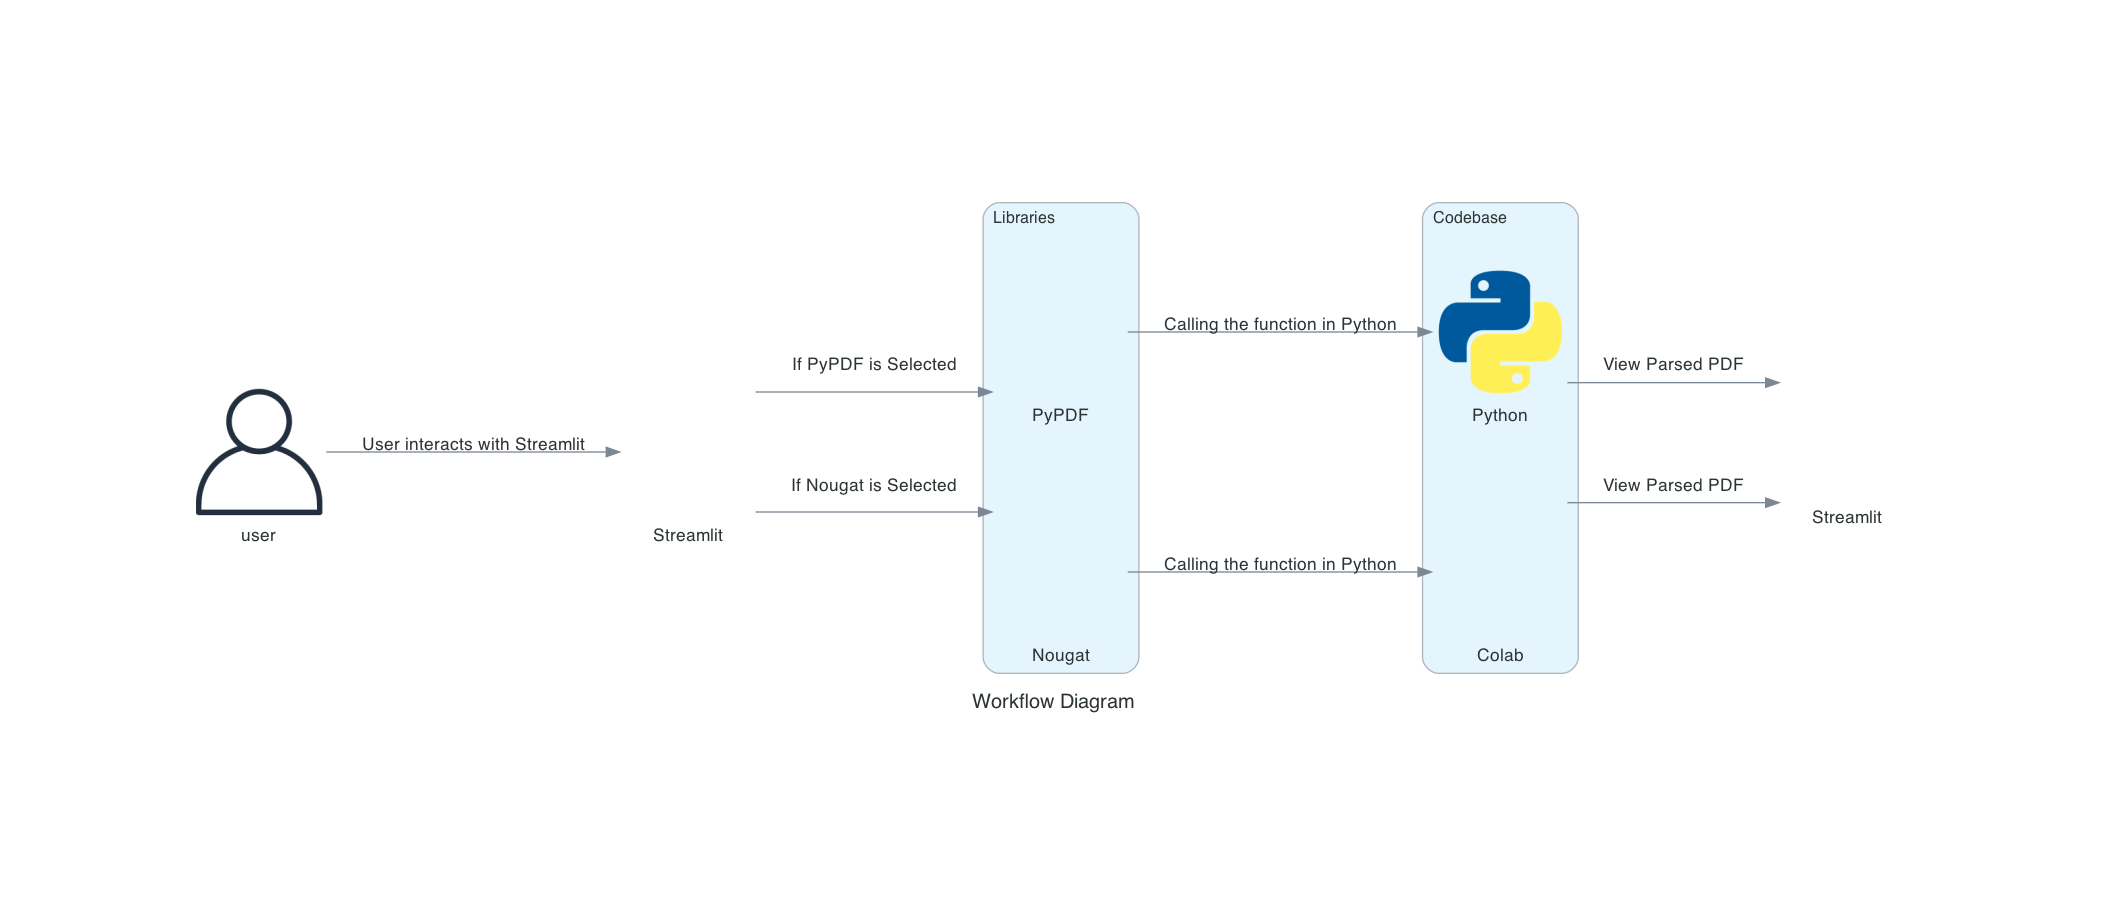 Libraries
Codebase
Calling the function in Python
If PyPDF is Selected
View Parsed PDF
PyPDF
Python
User interacts with Streamlit
If Nougat is Selected
View Parsed PDF
Streamlit
user
Streamlit
Calling the function in Python
Nougat
Colab
Workflow Diagram